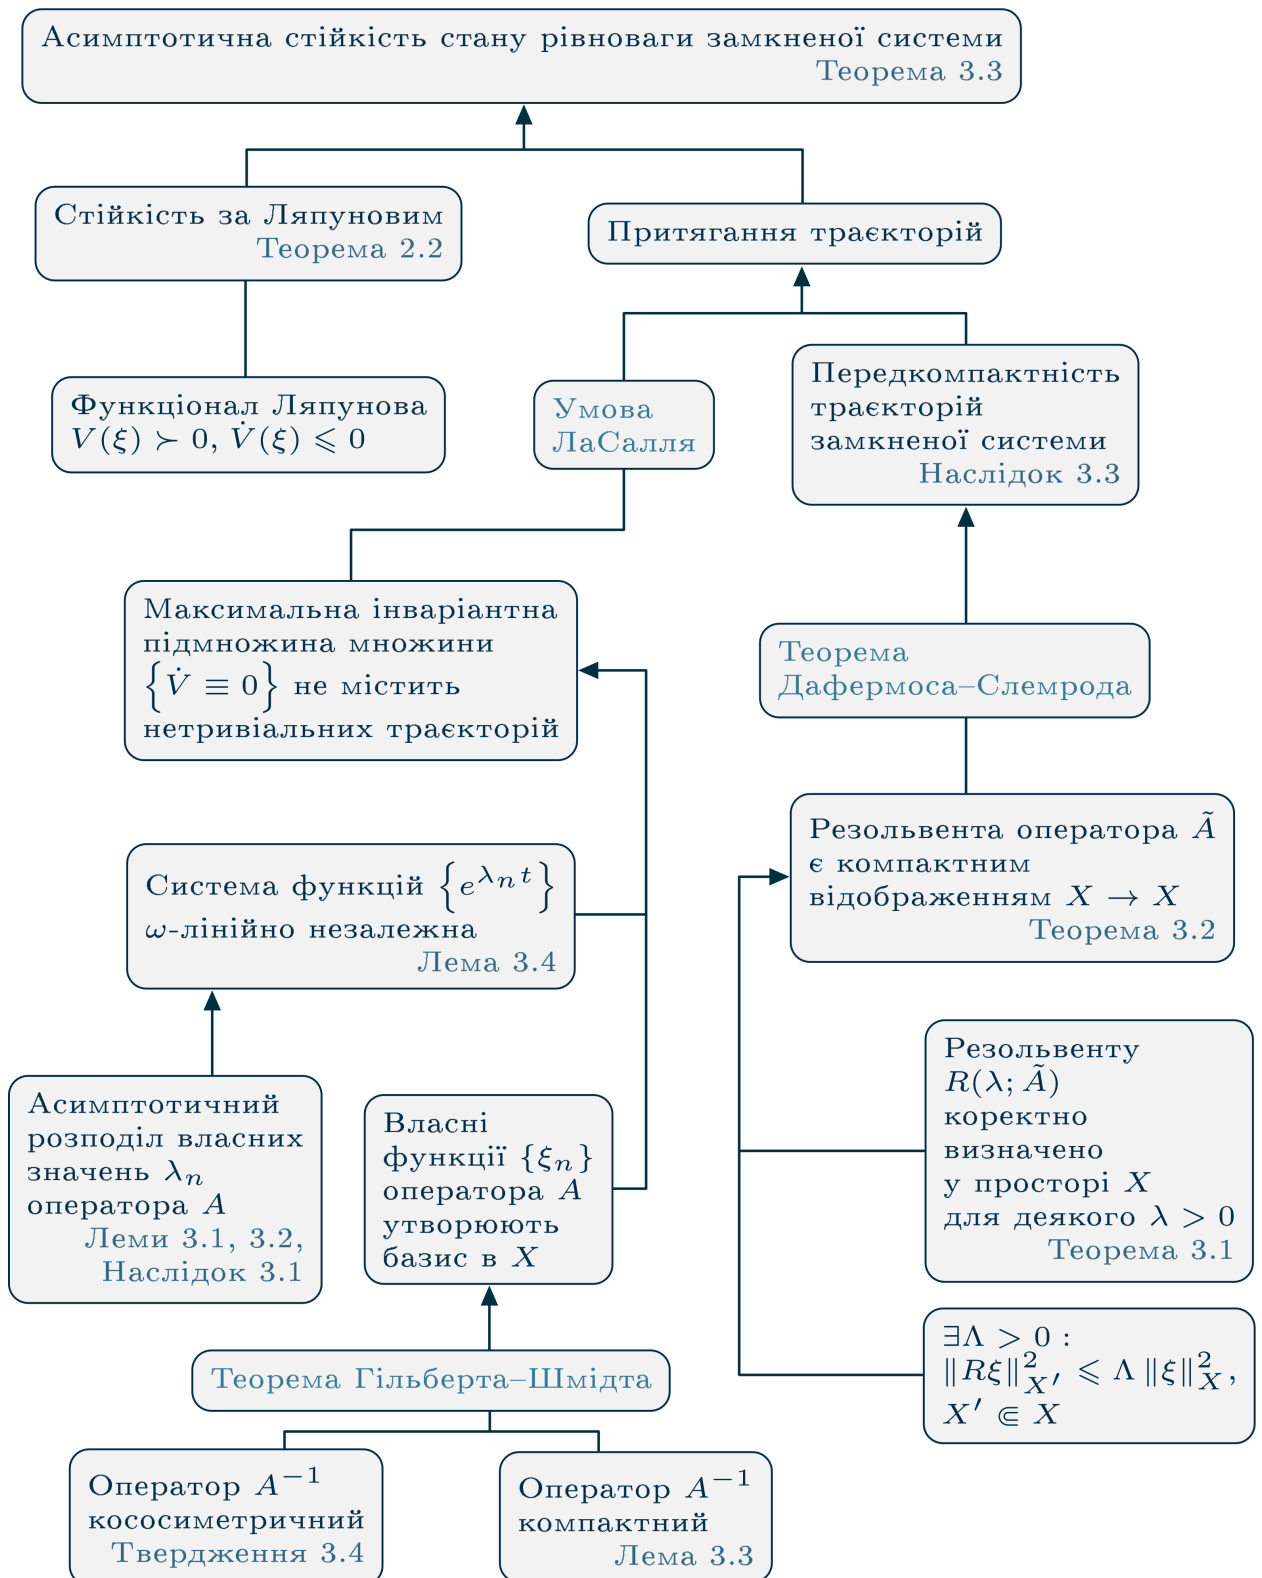 Асимптотична стійкість стану рівноваги замкненої системи
Теорема 3.3
Стійкість за Ляпуновим
Теорема 2.2
Притягання траєкторій
Функціонал Ляпунова
V(ξ) ≻ 0, V̇(ξ) ⩽ 0
Умова
ЛаСалля
Передкомпактність
траєкторій
замкненої системи
Наслідок 3.3
Максимальна інваріантна
підмножина множини
{V̇ ≡ 0} не містить
нетривіальних траєкторій
Теорема
Дафермоса–Слемрода
Резольвента оператора Ã
є компактним
відображенням X → X
Теорема 3.2
Система функцій {e^{λ_n t}}
ω-лінійно незалежна
Лема 3.4
Резольвенту
R(λ; Ã)
коректно
визначено
у просторі X
для деякого λ > 0
Теорема 3.1
Асимптотичний
розподіл власних
значень λ_n
оператора A
Леми 3.1, 3.2,
Наслідок 3.1
Власні
функції {ξ_n}
оператора A
утворюють
базис в X
∃Λ > 0 :
‖Rξ‖²_{X′} ⩽ Λ ‖ξ‖²_X,
X′ ⋐ X
Теорема Гільберта–Шмідта
Оператор A⁻¹
кососиметричний
Твердження 3.4
Оператор A⁻¹
компактний
Лема 3.3